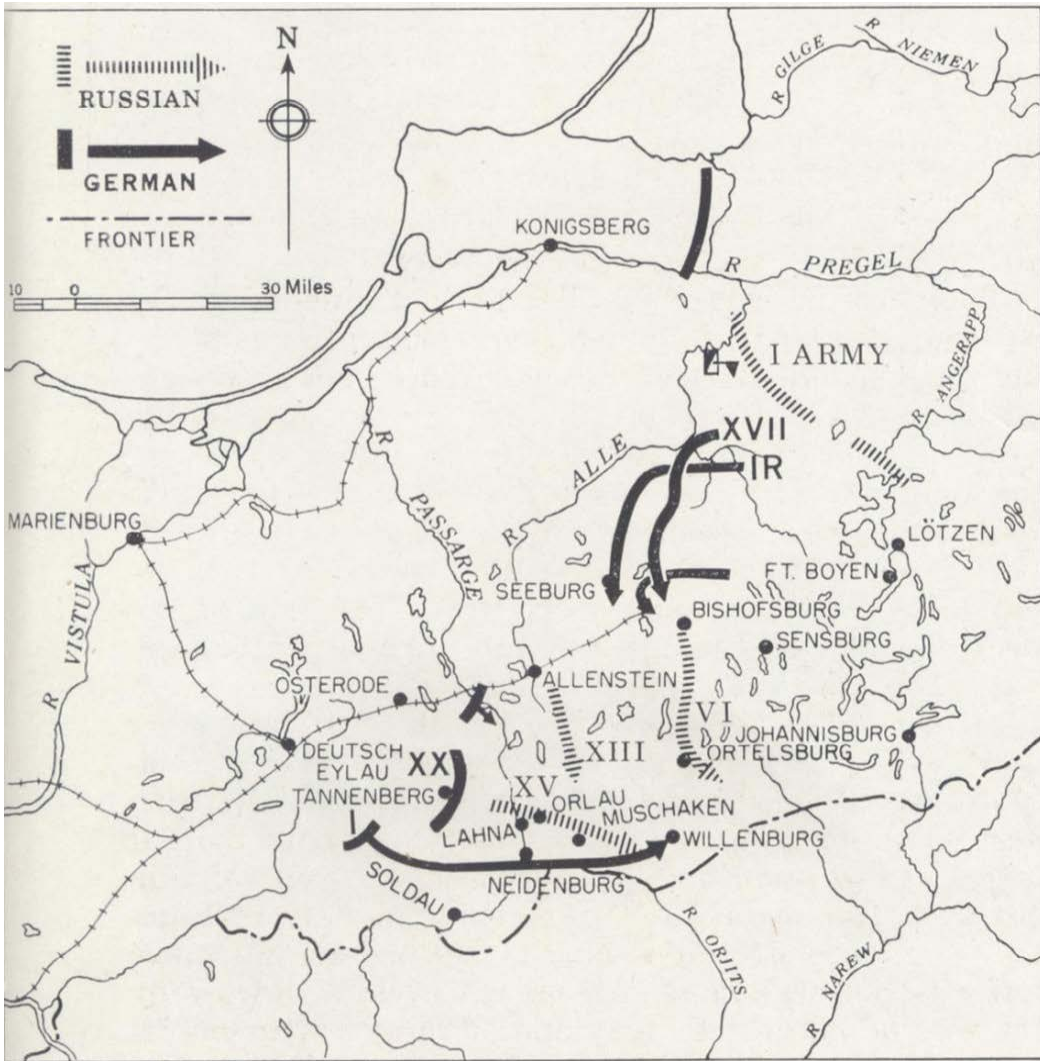 RUSSIAN
GERMAN
FRONTIER
10 0 30 Miles
N
R GILGE
R NIEMEN
KONIGSBERG
R PREGEL
R ANGERAPP
I ARMY
XVII
IR
R ALLE
R PASSARGE
MARIENBURG
R VISTULA
LÖTZEN
FT. BOYEN
SEEBURG
BISHOFSBURG
SENSBURG
ALLENSTEIN
OSTERODE
VI
JOHANNISBURG
ORTELSBURG
XIII
DEUTSCH
EYLAU
XX
TANNENBERG
I
XV
ORLAU
MUSCHAKEN
LAHNA
WILLENBURG
NEIDENBURG
SOLDAU
R ORJITS
R NAREW